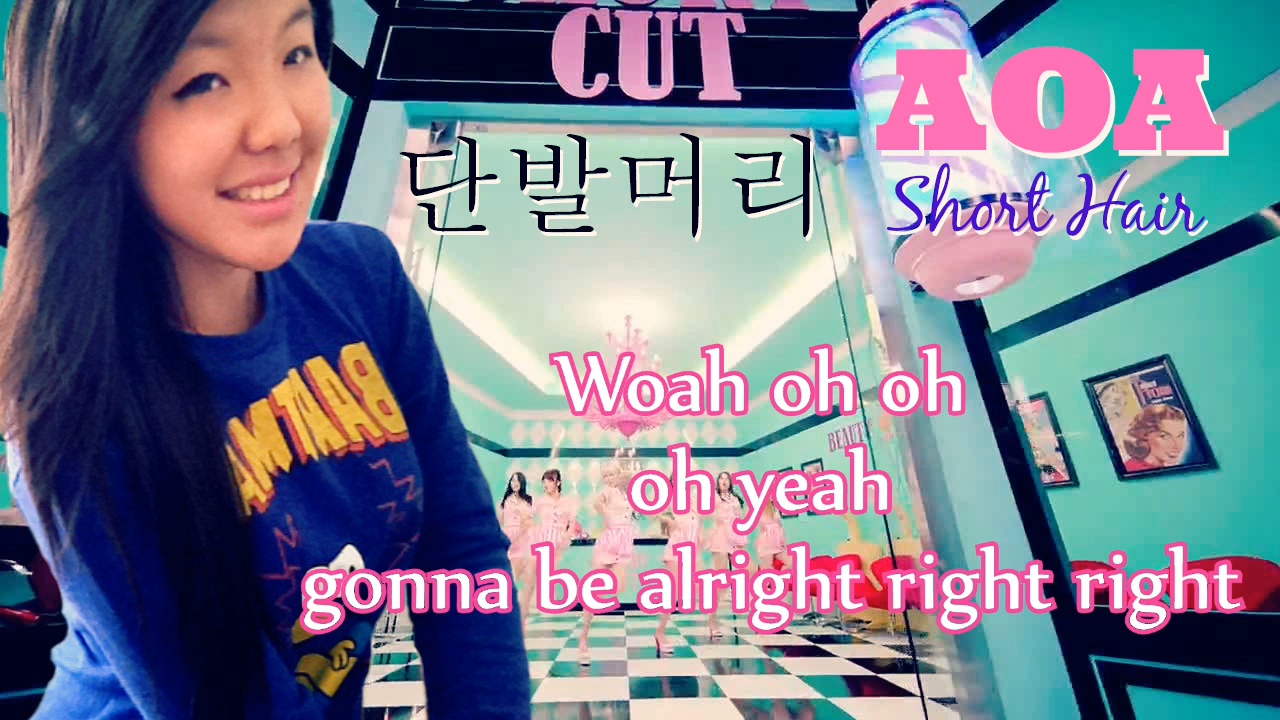 CUT
AOA
단발머리
Short Hair
Woah oh oh
oh yeah
gonna be alright right right